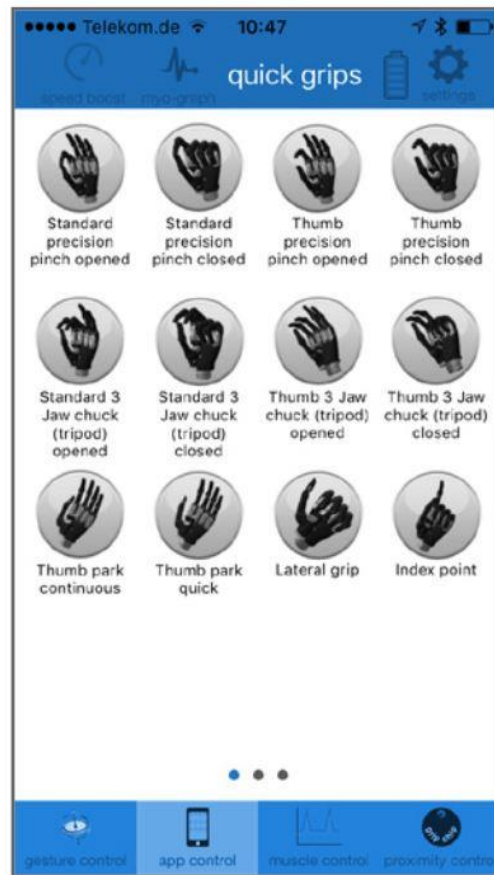 Telekom.de 10:47
speed boost myo-graph quick grips settings
Standard Standard Thumb Thumb
precision precision precision precision
pinch opened pinch closed pinch opened pinch closed
Standard 3 Standard 3 Thumb 3 Jaw Thumb 3 Jaw
Jaw chuck Jaw chuck chuck (tripod) chuck (tripod)
(tripod) (tripod) opened closed
opened closed
Thumb park Thumb park Lateral grip Index point
continuous quick
gesture control app control muscle control proximity control